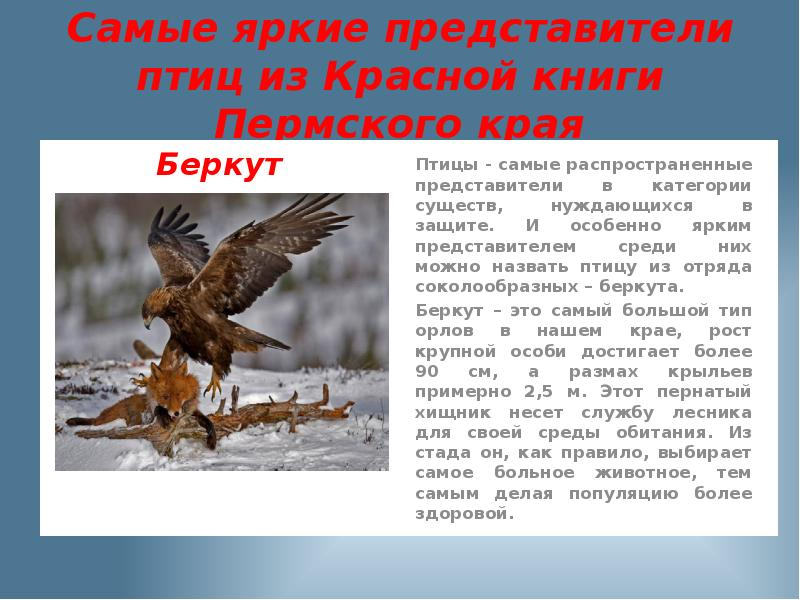 Самые яркие представители
птиц из Красной книги
Пермского края
Беркут
Птицы - самые распространенные
представители в категории
существ, нуждающихся в
защите. И особенно ярким
представителем среди них
можно назвать птицу из отряда
соколообразных – беркута.
Беркут – это самый большой тип
орлов в нашем крае, рост
крупной особи достигает более
90 см, а размах крыльев
примерно 2,5 м. Этот пернатый
хищник несет службу лесника
для своей среды обитания. Из
стада он, как правило, выбирает
самое больное животное, тем
самым делая популяцию более
здоровой.